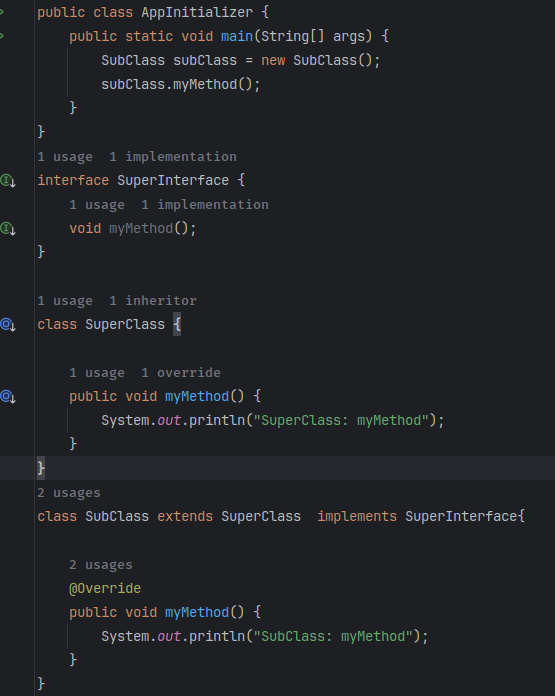 public class AppInitializer {
public static void main(String[] args) {
SubClass subClass = new SubClass();
subClass.myMethod();
}
}
1 usage  1 implementation
interface SuperInterface {
1 usage  1 implementation
void myMethod();
}
1 usage  1 inheritor
class SuperClass {
1 usage  1 override
public void myMethod() {
System.out.println("SuperClass: myMethod");
}
}
2 usages
class SubClass extends SuperClass  implements SuperInterface{
2 usages
@Override
public void myMethod() {
System.out.println("SubClass: myMethod");
}
}